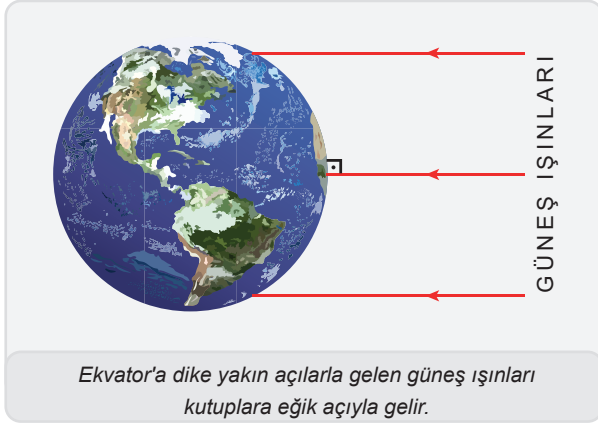 GÜNEŞ IŞINLARI
Ekvator'a dike yakın açılarla gelen güneş ışınları
kutuplara eğik açıyla gelir.